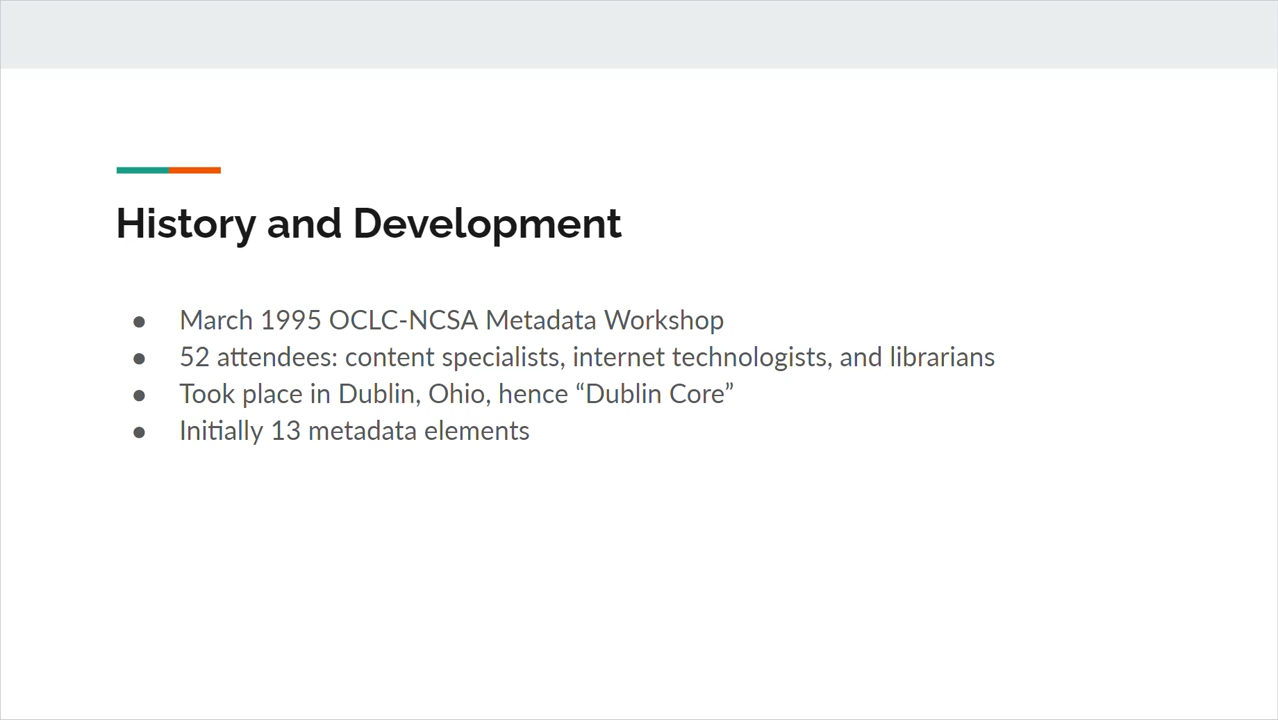 History and Development
● March 1995 OCLC-NCSA Metadata Workshop
● 52 attendees: content specialists, internet technologists, and librarians
● Took place in Dublin, Ohio, hence “Dublin Core”
● Initially 13 metadata elements